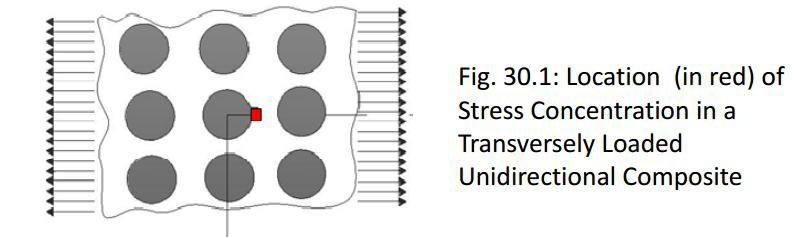 Fig. 30.1: Location (in red) of
Stress Concentration in a
Transversely Loaded
Unidirectional Composite